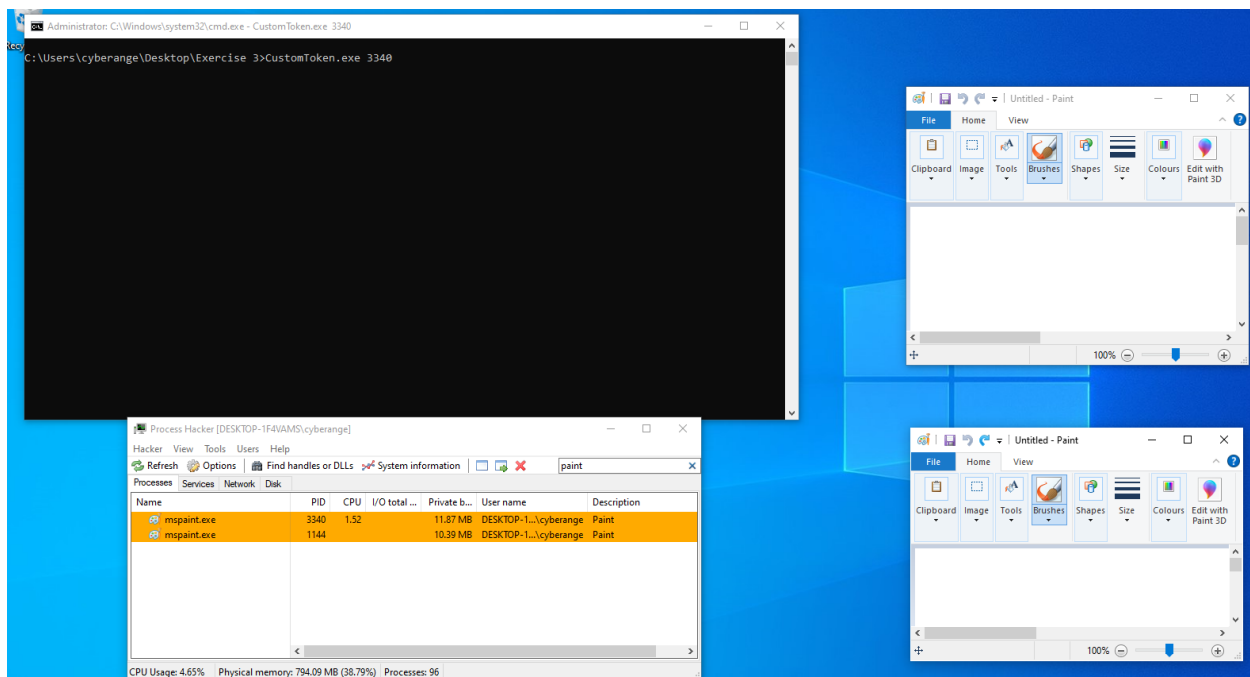 Recy
Administrator: C:\Windows\system32\cmd.exe - CustomToken.exe 3340
C:\Users\cyberange\Desktop\Exercise 3>CustomToken.exe 3340
Untitled - Paint
File Home View
Clipboard Image Tools Brushes Shapes Size Colours Edit with
Paint 3D
100%
Process Hacker [DESKTOP-1F4VAMS\cyberange]
Hacker View Tools Users Help
Refresh Options Find handles or DLLs System information paint
Processes Services Network Disk
Name PID CPU I/O total ... Private b... User name Description
mspaint.exe 3340 1.52 11.87 MB DESKTOP-1...\cyberange Paint
mspaint.exe 1144 10.39 MB DESKTOP-1...\cyberange Paint
CPU Usage: 4.65% Physical memory: 794.09 MB (38.79%) Processes: 96
Untitled - Paint
File Home View
Clipboard Image Tools Brushes Shapes Size Colours Edit with
Paint 3D
100%